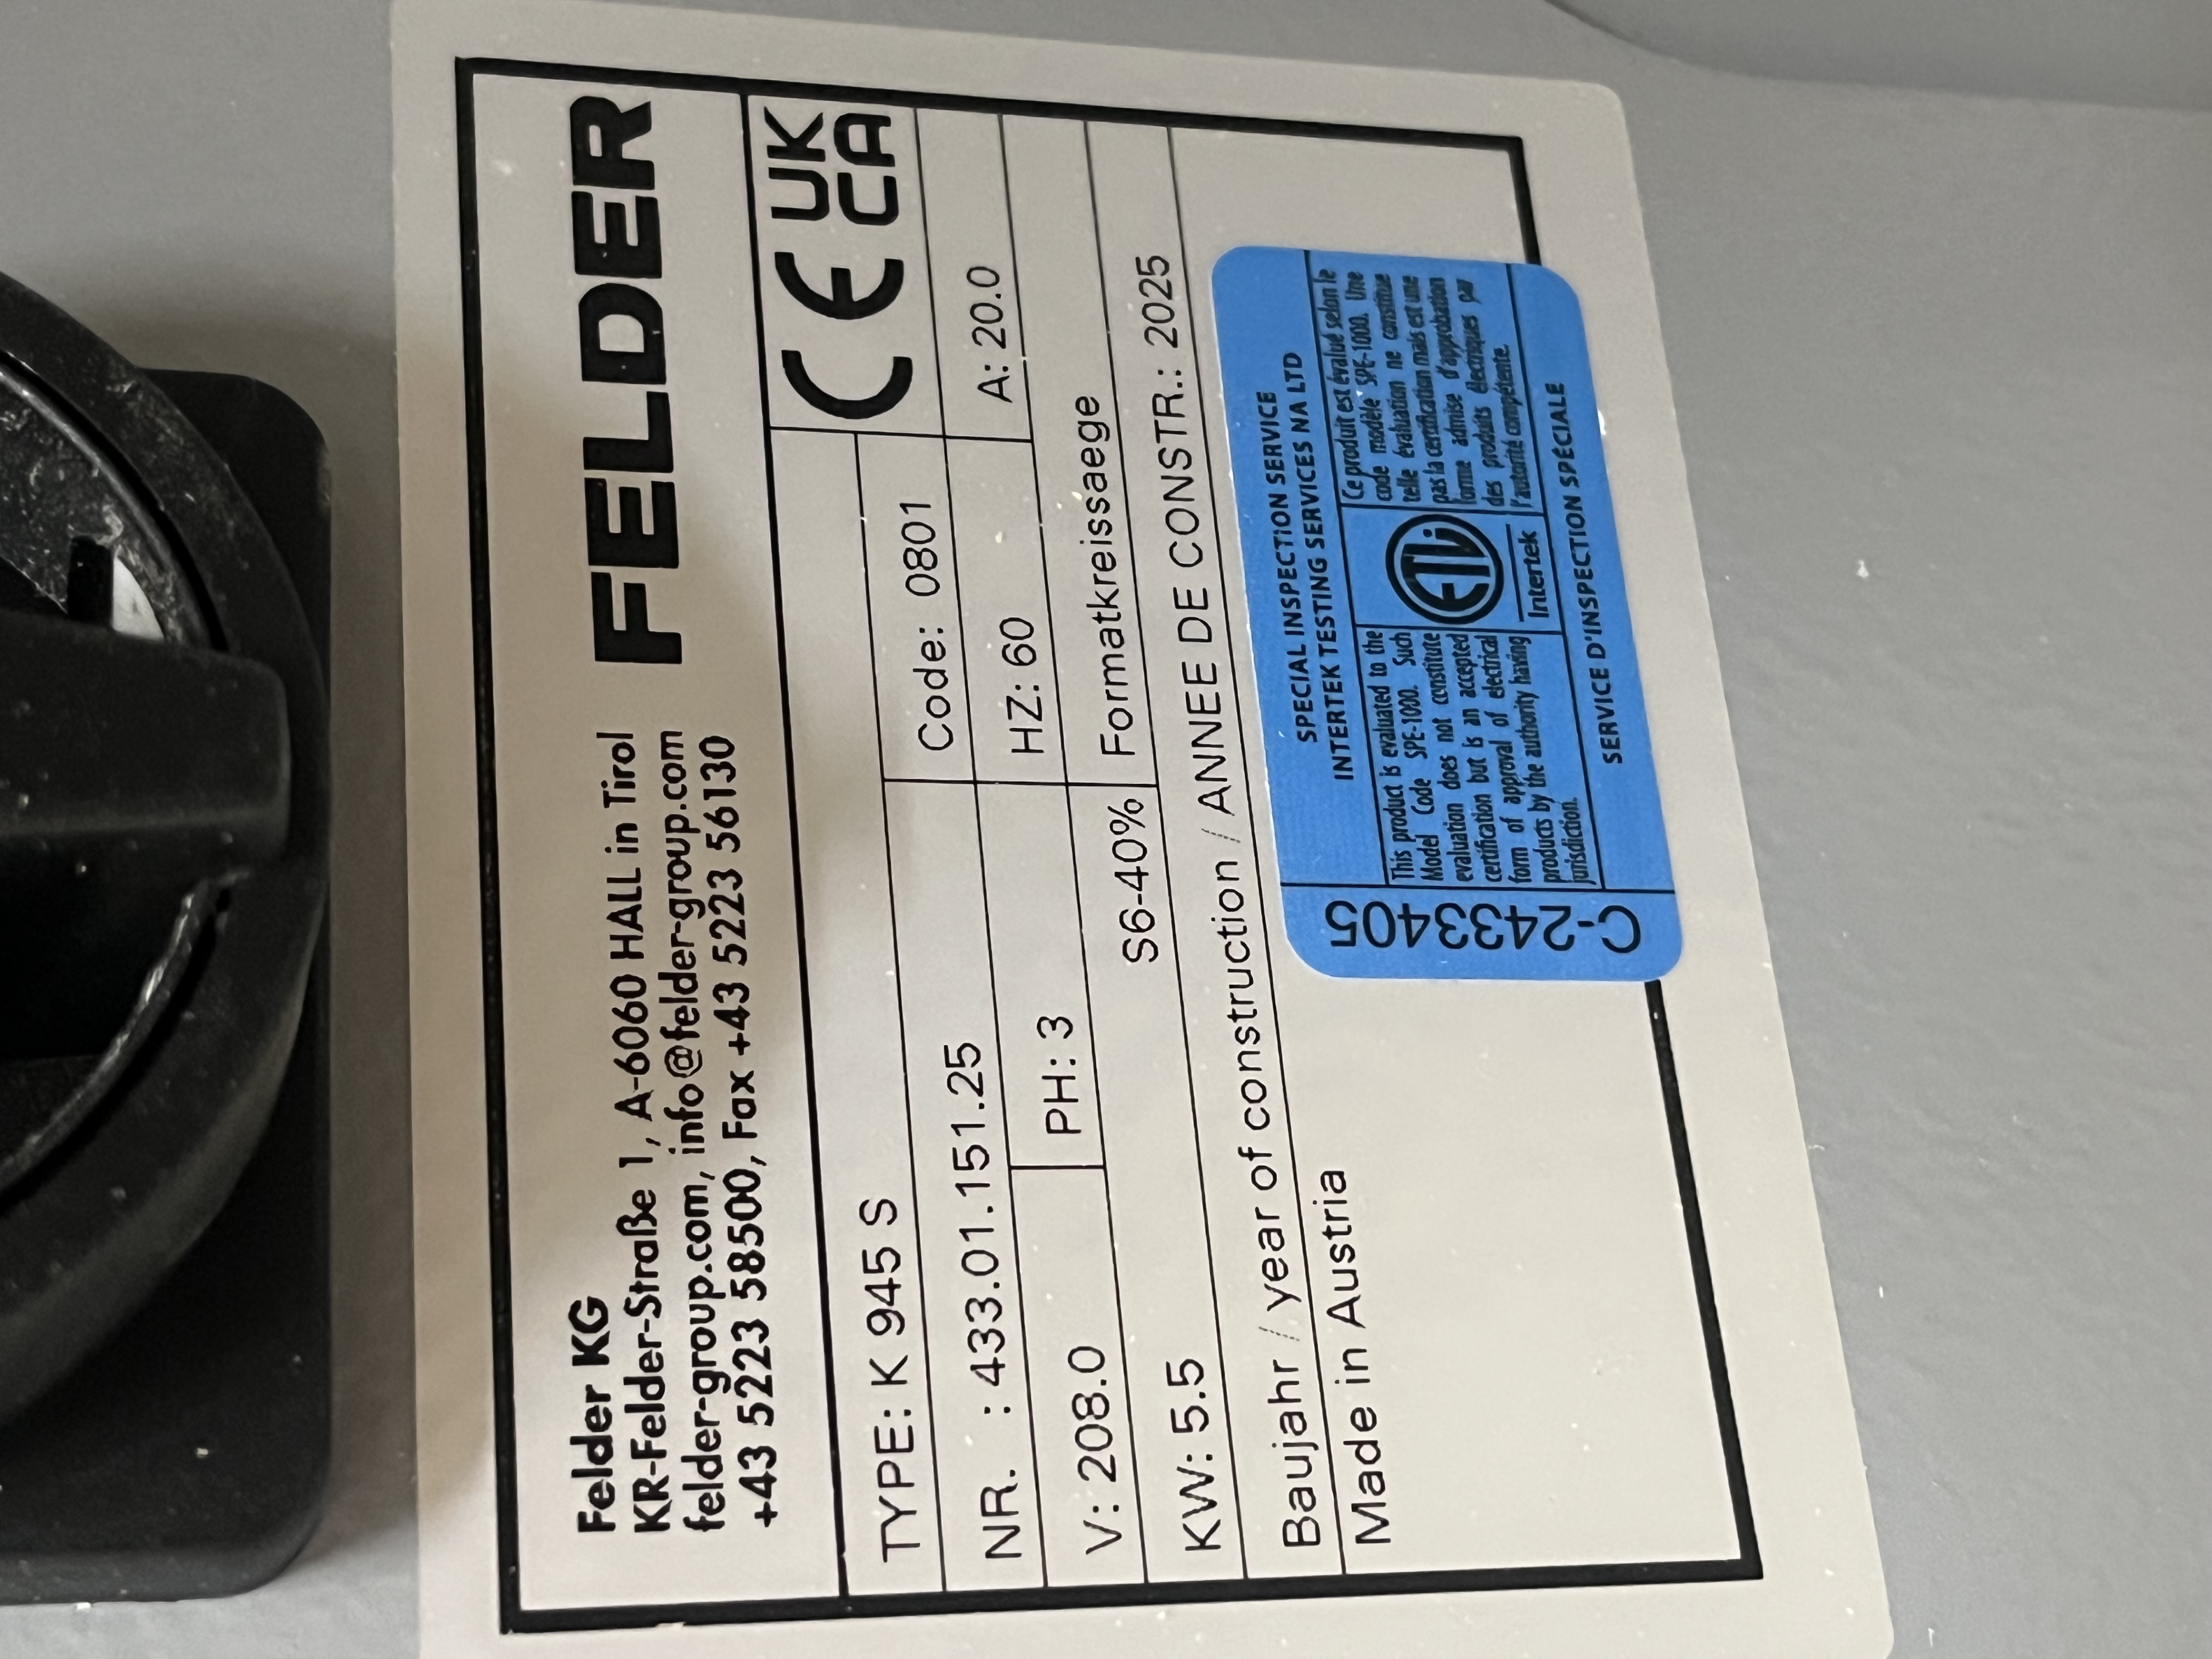 Felder KG
KR-Felder-Straße 1, A-6060 HALL in Tirol
felder-group.com, info@felder-group.com
+43 5223 58500, Fax +43 5223 56130
FELDER
CE UK CA
TYPE: K 945 S
Code: 0801
NR. : 433.01.151.25
HZ: 60
A: 20.0
V: 208.0
PH: 3
KW: 5.5
S6-40%
Formatkreissaege
Baujahr / year of construction / ANNEE DE CONSTR.: 2025
Made in Austria
C-2433405
SPECIAL INSPECTION SERVICE
INTERTEK TESTING SERVICES NA LTD
This product is evaluated to the
Model Code SPE-1000. Such
evaluation does not constitute
certification but is an accepted
form of approval of electrical
products by the authority having
jurisdiction.
ETL
Intertek
Ce produit est évalué selon le
code modèle SPE-1000. Une
telle évaluation ne constitue
pas la certification mais est une
forme admise d'approbation
des produits électriques par
l'autorité compétente.
SERVICE D'INSPECTION SPÉCIALE